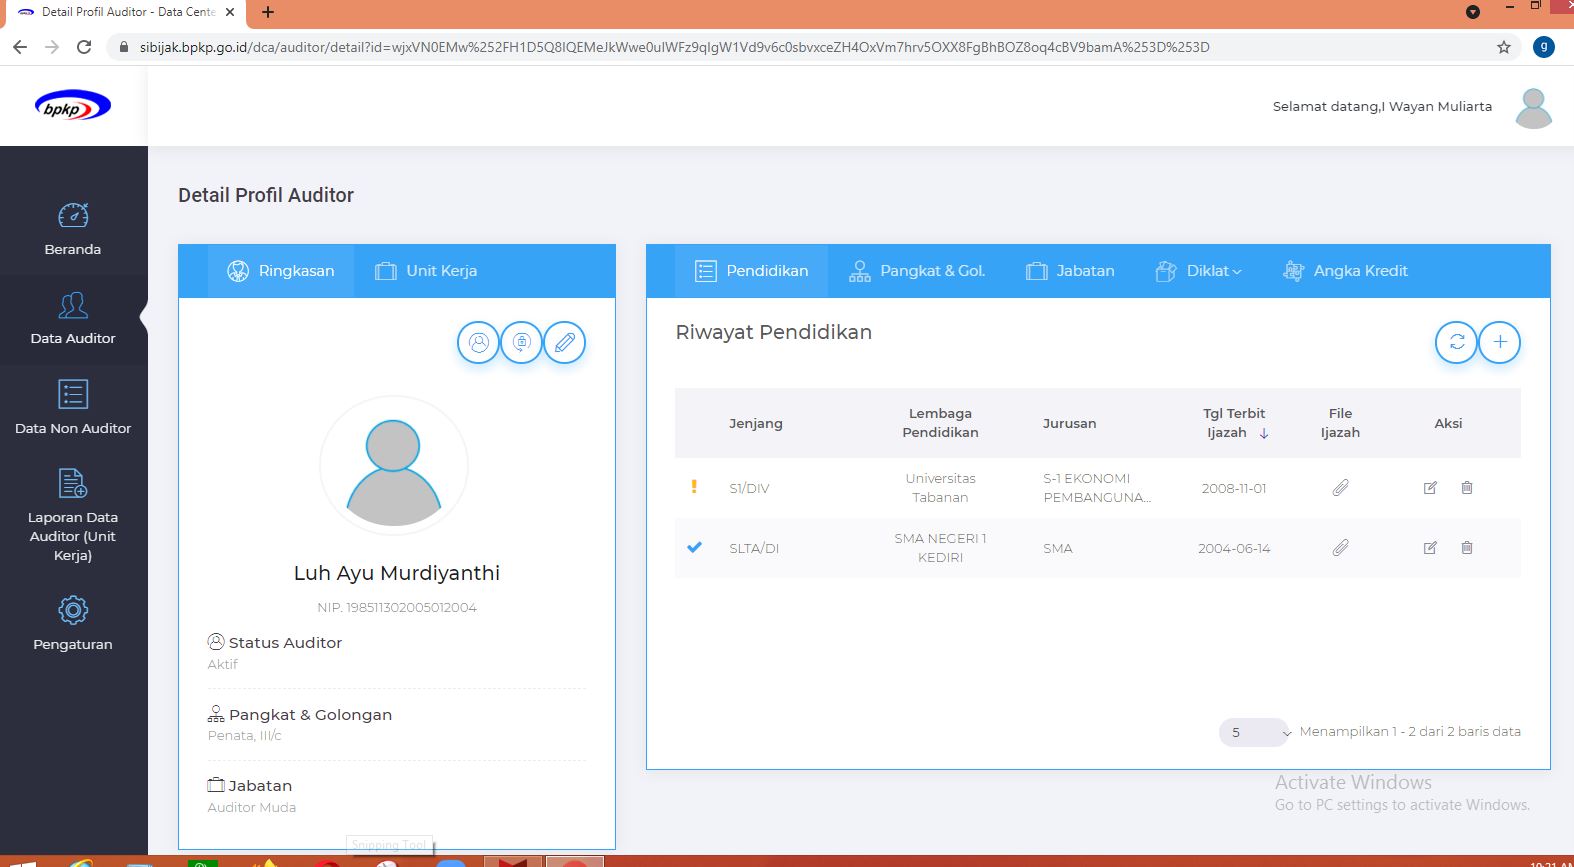 Detail Profil Auditor - Data Cente
sibijak.bpkp.go.id/dca/auditor/detail?id=wjxVN0EMw%252FH1D5Q8IQEMeJkWwe0uIWFz9qIgW1Vd9v6c0sbvxceZH4OxVm7hrv5OXX8FgBhBOZ8oq4cBV9bamA%253D%253D
g
bpkp
Selamat datang,I Wayan Muliarta
Beranda
Data Auditor
Data Non Auditor
Laporan Data
Auditor (Unit
Kerja)
Pengaturan
Detail Profil Auditor
Ringkasan
Unit Kerja
Luh Ayu Murdiyanthi
NIP. 198511302005012004
Status Auditor
Aktif
Pangkat & Golongan
Penata, III/c
Jabatan
Auditor Muda
Pendidikan
Pangkat & Gol.
Jabatan
Diklat
Angka Kredit
Riwayat Pendidikan
Jenjang
Lembaga
Pendidikan
Jurusan
Tgl Terbit
Ijazah
File
Ijazah
Aksi
S1/DIV
Universitas
Tabanan
S-1 EKONOMI
PEMBANGUNA...
2008-11-01
SLTA/DI
SMA NEGERI 1
KEDIRI
SMA
2004-06-14
5
Menampilkan 1 - 2 dari 2 baris data
Activate Windows
Go to PC settings to activate Windows.
Snipping Tool
10:21 AM